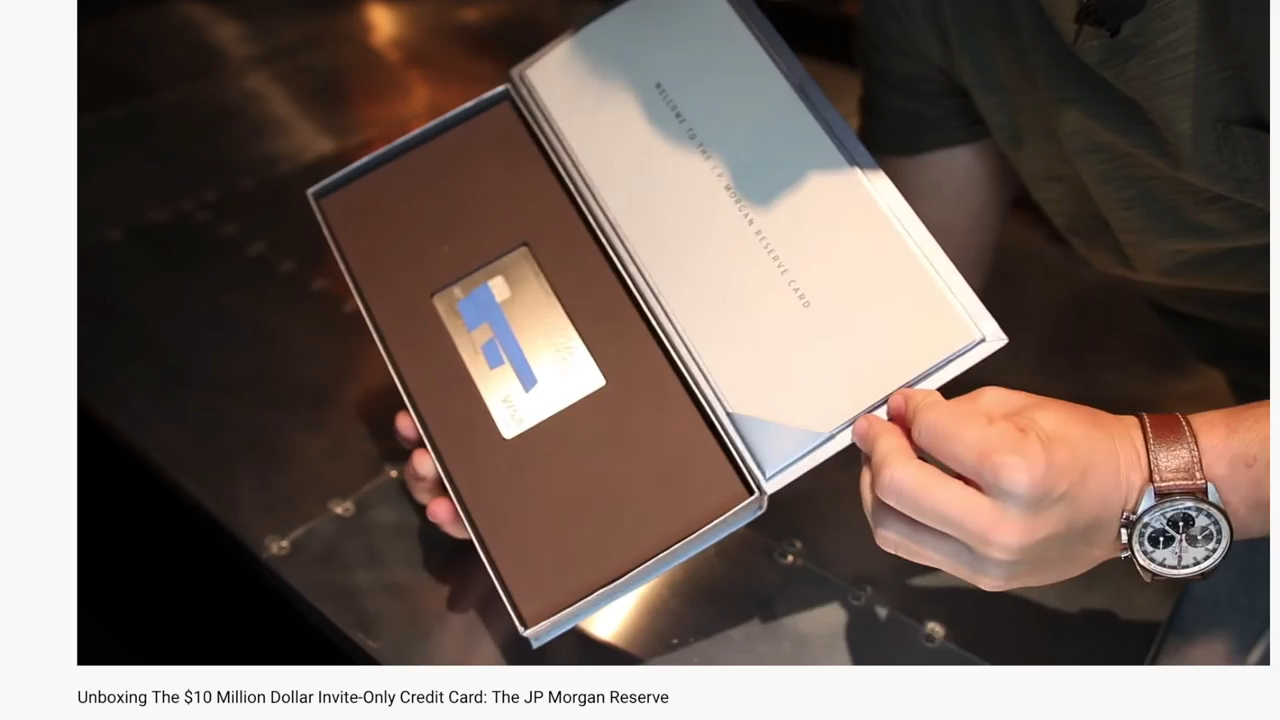 WELCOME TO THE J.P. MORGAN RESERVE CARD
VISA
Unboxing The $10 Million Dollar Invite-Only Credit Card: The JP Morgan Reserve